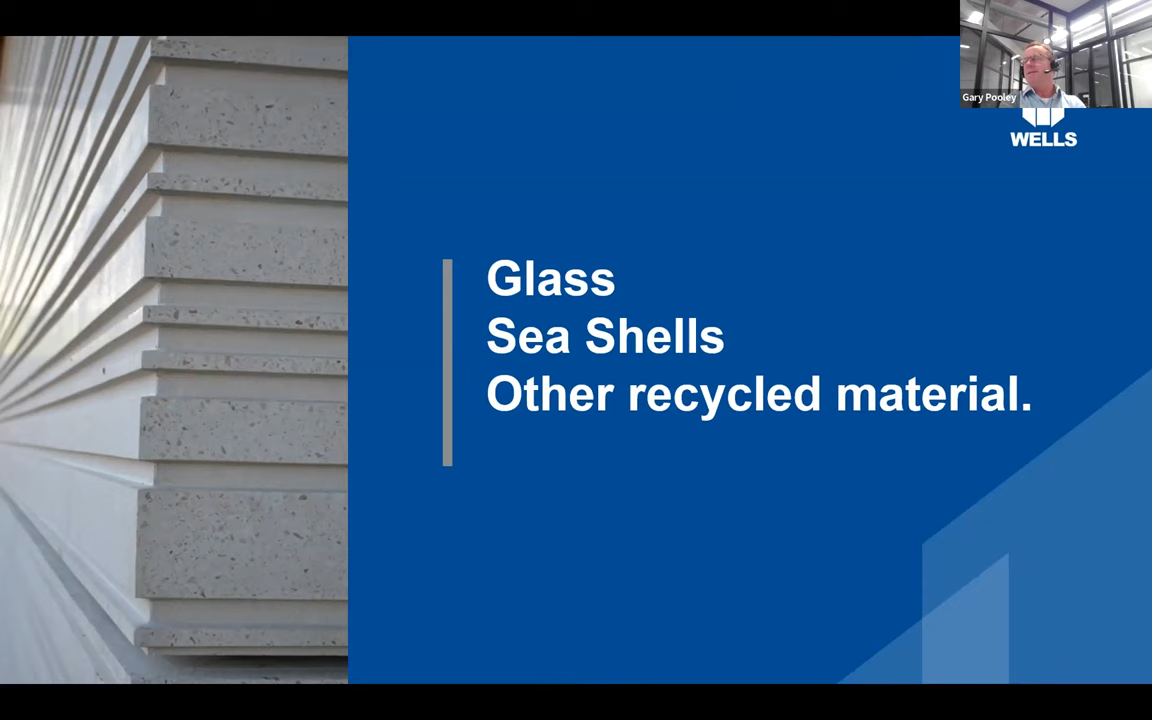 Gary Pooley
WELLS
Glass
Sea Shells
Other recycled material.